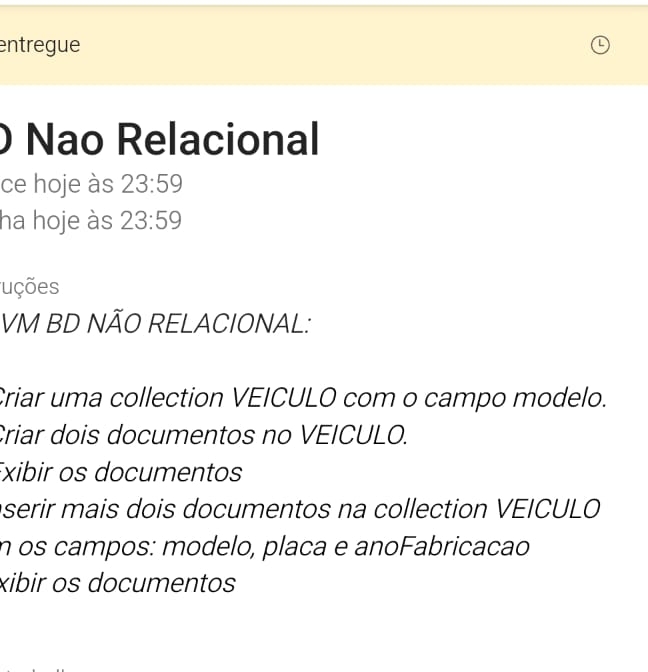 entregue
D Nao Relacional
ce hoje às 23:59
ha hoje às 23:59
uções
VM BD NÃO RELACIONAL:
Criar uma collection VEICULO com o campo modelo.
Criar dois documentos no VEICULO.
Exibir os documentos
nserir mais dois documentos na collection VEICULO
m os campos: modelo, placa e anoFabricacao
xibir os documentos